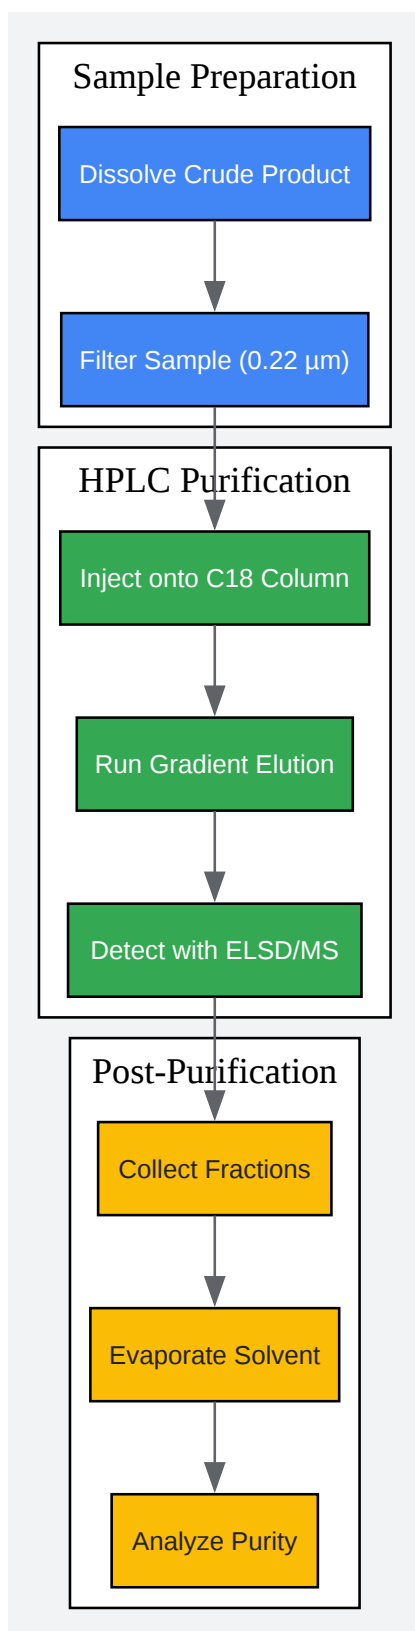 Sample Preparation
Dissolve Crude Product
Filter Sample (0.22 µm)
HPLC Purification
Inject onto C18 Column
Run Gradient Elution
Detect with ELSD/MS
Post-Purification
Collect Fractions
Evaporate Solvent
Analyze Purity